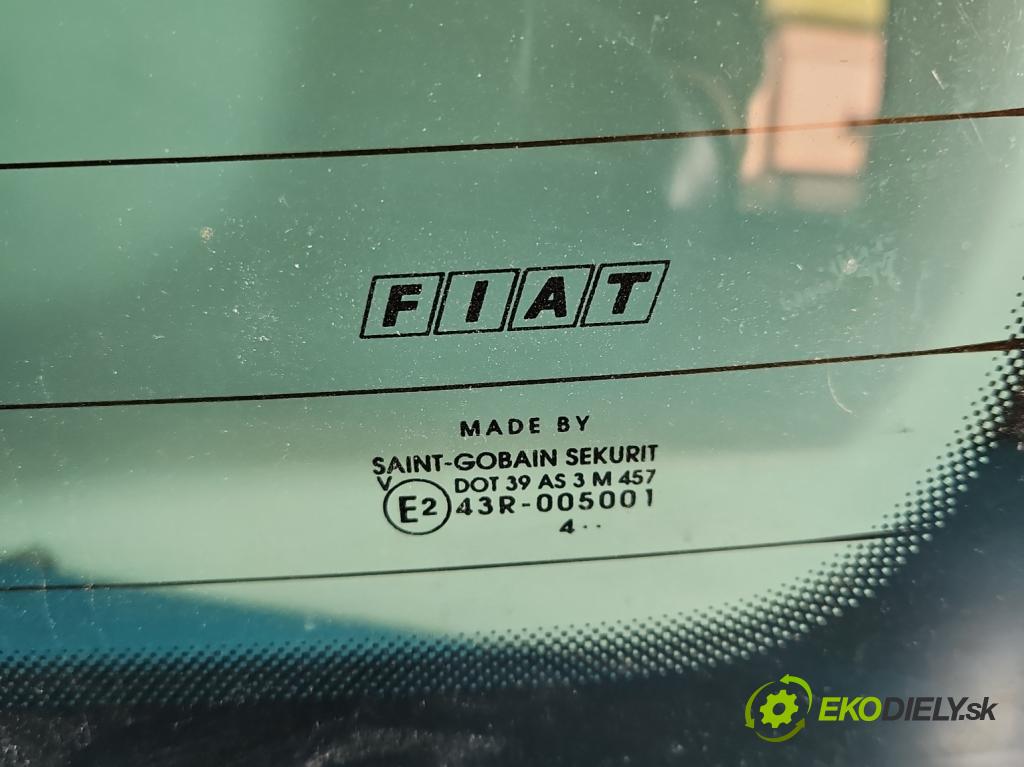 FIAT
MADE BY
SAINT-GOBAIN SEKURIT
V DOT 39 AS 3 M 457
E2 43R-005001
4··
EKODIELY.sk